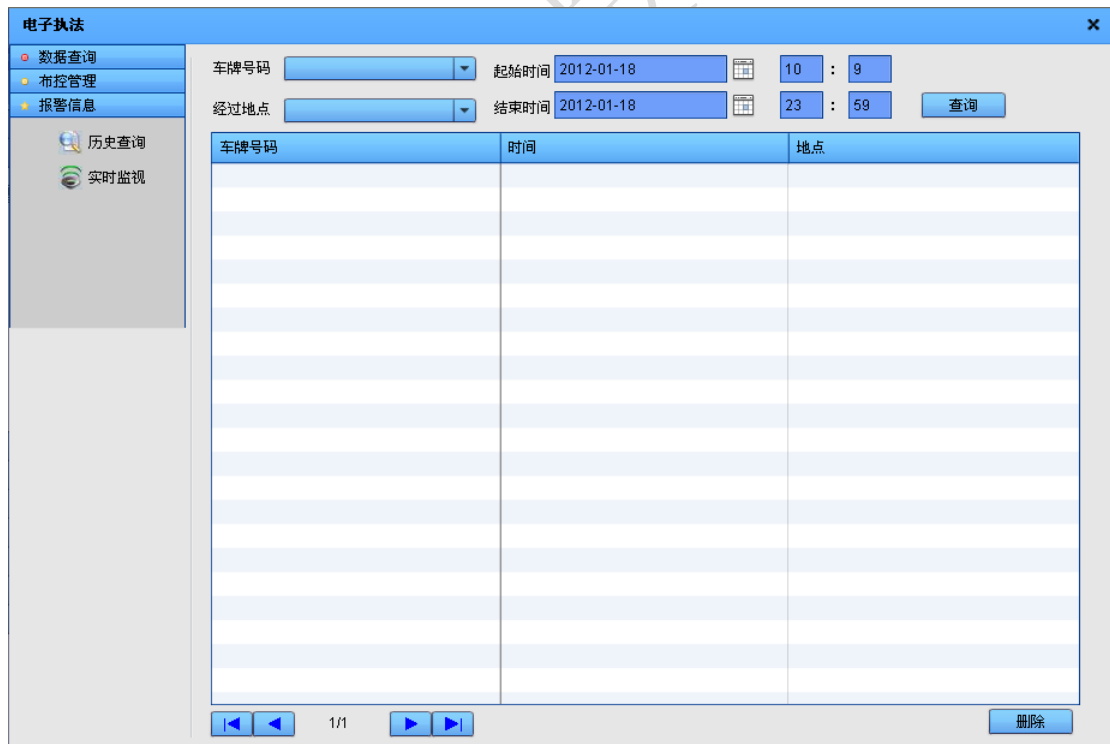 电子执法
数据查询
布控管理
报警信息
历史查询
实时监视
车牌号码 起始时间 2012-01-18 10 : 9
经过地点 结束时间 2012-01-18 23 : 59 查询
车牌号码 时间 地点
1/1 删除